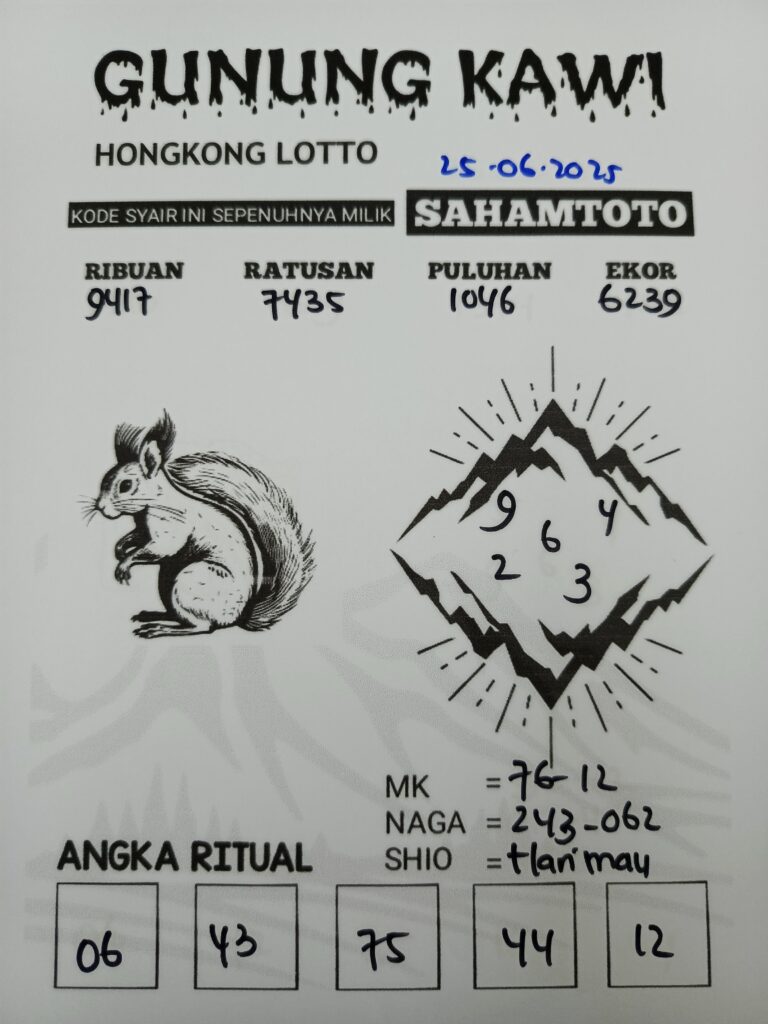 GUNUNG KAWI
HONGKONG LOTTO
25.06.2025
KODE SYAIR INI SEPENUHNYA MILIK SAHAMTOTO
RIBUAN RATUSAN PULUHAN EKOR
9417 7435 1046 6239
9 4
6
2 3
MK = 76-12
NAGA = 243-062
SHIO = Harimau
ANGKA RITUAL
06 43 75 44 12